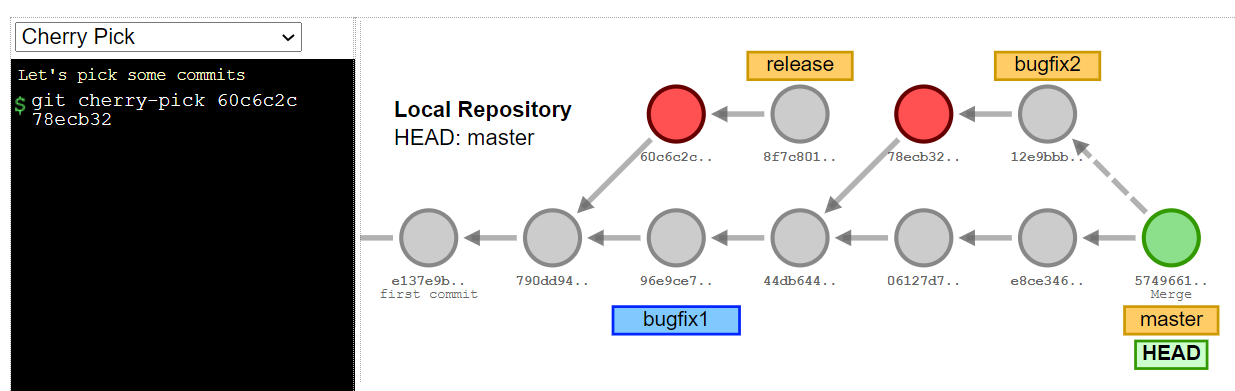 Cherry Pick
Let's pick some commits
$ git cherry-pick 60c6c2c
78ecb32
Local Repository
HEAD: master
release
bugfix2
60c6c2c..
8f7c801..
78ecb32..
12e9bbb..
e137e9b..
first commit
790dd94..
96e9ce7..
44db644..
06127d7..
e8ce346..
5749661..
Merge
bugfix1
master
HEAD